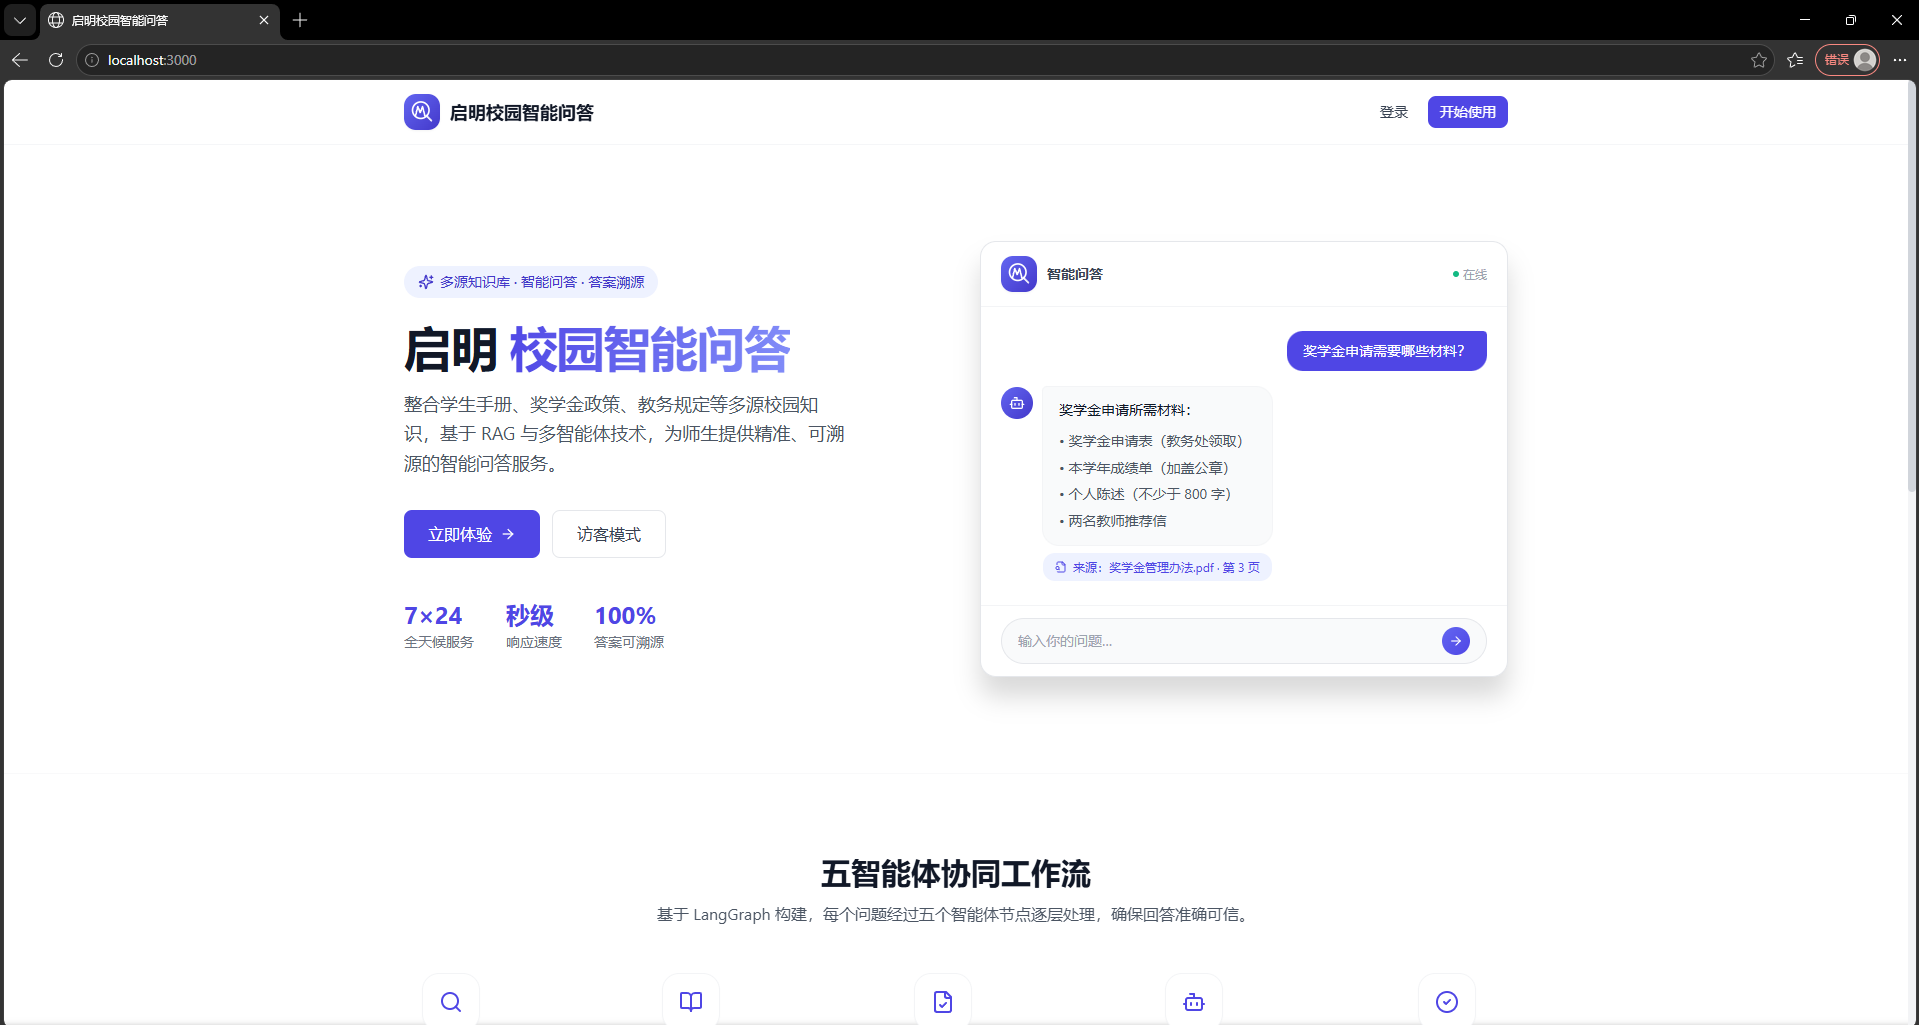 启明校园智能问答
localhost:3000
错误
启明校园智能问答
登录
开始使用
多源知识库 · 智能问答 · 答案溯源
启明 校园智能问答
整合学生手册、奖学金政策、教务规定等多源校园知
识，基于 RAG 与多智能体技术，为师生提供精准、可溯
源的智能问答服务。
立即体验 →
访客模式
7×24
全天候服务
秒级
响应速度
100%
答案可溯源
智能问答
在线
奖学金申请需要哪些材料？
奖学金申请所需材料：
• 奖学金申请表（教务处领取）
• 本学年成绩单（加盖公章）
• 个人陈述（不少于 800 字）
• 两名教师推荐信
来源：奖学金管理办法.pdf · 第 3 页
输入你的问题...
五智能体协同工作流
基于 LangGraph 构建，每个问题经过五个智能体节点逐层处理，确保回答准确可信。